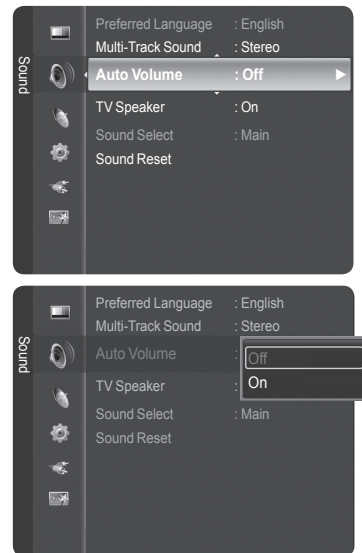 Sound
Preferred Language : English
Multi-Track Sound : Stereo
Auto Volume : Off
TV Speaker : On
Sound Select : Main
Sound Reset
Sound
Preferred Language : English
Multi-Track Sound : Stereo
Auto Volume : Off
TV Speaker : On
Sound Select : Main
Sound Reset